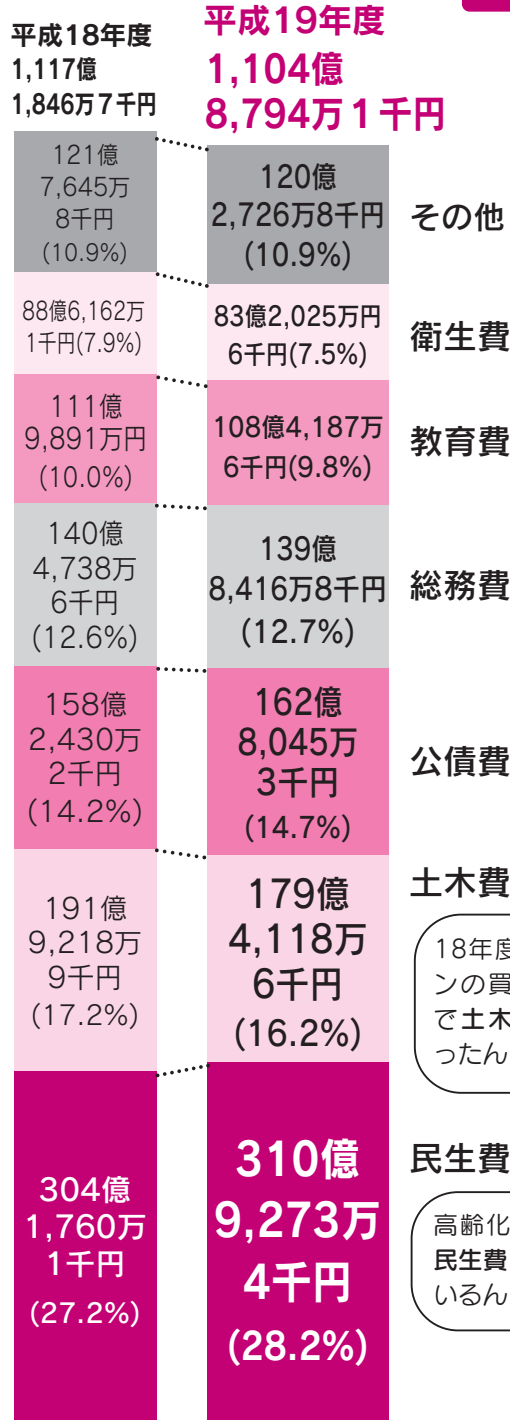 平成18年度
1,117億
1,846万7千円
平成19年度
1,104億
8,794万1千円
121億
7,645万
8千円
(10.9%)
120億
2,726万8千円
(10.9%)
その他
88億6,162万
1千円(7.9%)
83億2,025万円
6千円(7.5%)
衛生費
111億
9,891万円
(10.0%)
108億4,187万
6千円(9.8%)
教育費
140億
4,738万
6千円
(12.6%)
139億
8,416万8千円
(12.7%)
総務費
158億
2,430万
2千円
(14.2%)
162億
8,045万
3千円
(14.7%)
公債費
191億
9,218万
9千円
(17.2%)
179億
4,118万
6千円
(16.2%)
土木費
18年度
ンの買
で土木
ったん
304億
1,760万
1千円
(27.2%)
310億
9,273万
4千円
(28.2%)
民生費
高齢化
民生費
いるん